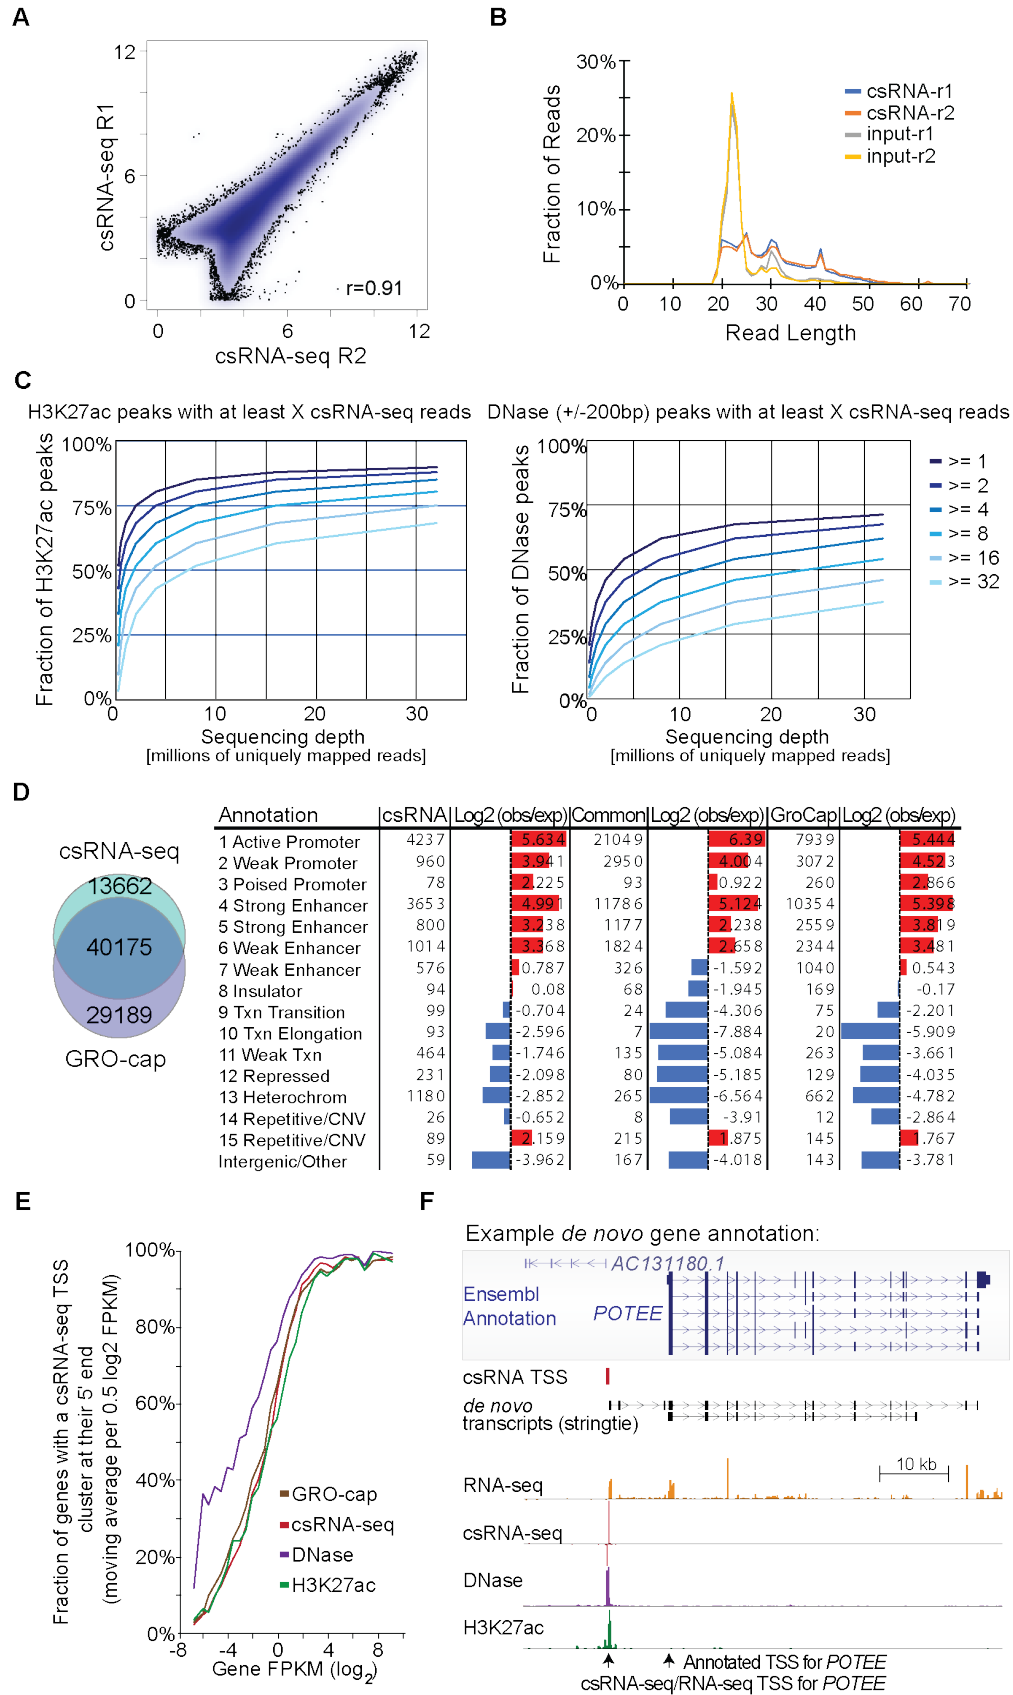 A
12
6
0
csRNA-seq R1
r=0.91
0 6 12
csRNA-seq R2
B
30%
20%
10%
0%
Fraction of Reads
csRNA-r1
csRNA-r2
input-r1
input-r2
0 10 20 30 40 50 60 70
Read Length
C
H3K27ac peaks with at least X csRNA-seq reads
100%
75%
50%
25%
0%
Fraction of H3K27ac peaks
0 10 20 30
Sequencing depth
[millions of uniquely mapped reads]
DNase (+/-200bp) peaks with at least X csRNA-seq reads
100%
75%
50%
25%
0%
Fraction of DNase peaks
0 10 20 30
Sequencing depth
[millions of uniquely mapped reads]
>= 1
>= 2
>= 4
>= 8
>= 16
>= 32
D
csRNA-seq
13662
40175
29189
GRO-cap
Annotation csRNA Log2 (obs/exp) Common Log2 (obs/exp) GroCap Log2 (obs/exp)
1 Active Promoter 4237 5.634 21049 6.39 7939 5.444
2 Weak Promoter 960 3.941 2950 4.004 3072 4.523
3 Poised Promoter 78 2.225 93 0.922 260 2.866
4 Strong Enhancer 3653 4.991 11786 5.124 10354 5.398
5 Strong Enhancer 800 3.238 1177 2.238 2559 3.819
6 Weak Enhancer 1014 3.368 1824 2.658 2344 3.481
7 Weak Enhancer 576 0.787 326 -1.592 1040 0.543
8 Insulator 94 0.08 68 -1.945 169 -0.17
9 Txn Transition 99 -0.704 24 -4.306 75 -2.201
10 Txn Elongation 93 -2.596 7 -7.884 20 -5.909
11 Weak Txn 464 -1.746 135 -5.084 263 -3.661
12 Repressed 231 -2.098 80 -5.185 129 -4.035
13 Heterochrom 1180 -2.852 265 -6.564 662 -4.782
14 Repetitive/CNV 26 -0.652 8 -3.91 12 -2.864
15 Repetitive/CNV 89 2.159 215 1.875 145 1.767
Intergenic/Other 59 -3.962 167 -4.018 143 -3.781
E
100%
80%
60%
40%
20%
0%
Fraction of genes with a csRNA-seq TSS
cluster at their 5' end
(moving average per 0.5 log2 FPKM)
GRO-cap
csRNA-seq
DNase
H3K27ac
-8 -4 0 4 8
Gene FPKM (log2)
F
Example de novo gene annotation:
AC131180.1
Ensembl
Annotation
POTEE
csRNA TSS
de novo
transcripts (stringtie)
10 kb
RNA-seq
csRNA-seq
DNase
H3K27ac
Annotated TSS for POTEE
csRNA-seq/RNA-seq TSS for POTEE